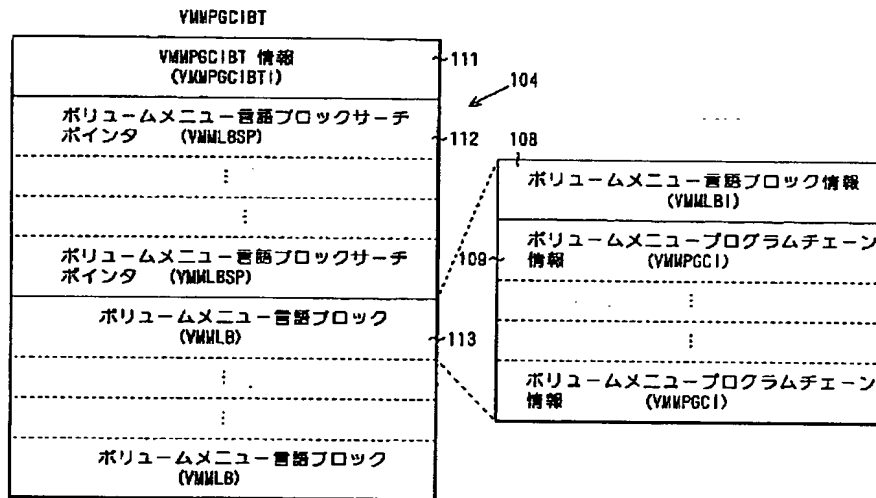 VMMPGCIBT
VMMPGCIBT 情報
(VMMPGCIBTI)
111
104
ボリュームメニュー言語ブロックサーチ
ポインタ (VMMLBSP)
112
⋮
⋮
ボリュームメニュー言語ブロックサーチ
ポインタ (VMMLBSP)
ボリュームメニュー言語ブロック
(VMMLB)
113
⋮
⋮
ボリュームメニュー言語ブロック
(VMMLB)
108
ボリュームメニュー言語ブロック情報
(VMMLBI)
109
ボリュームメニュープログラムチェーン
情報 (VMMPGCI)
⋮
⋮
ボリュームメニュープログラムチェーン
情報 (VMMPGCI)